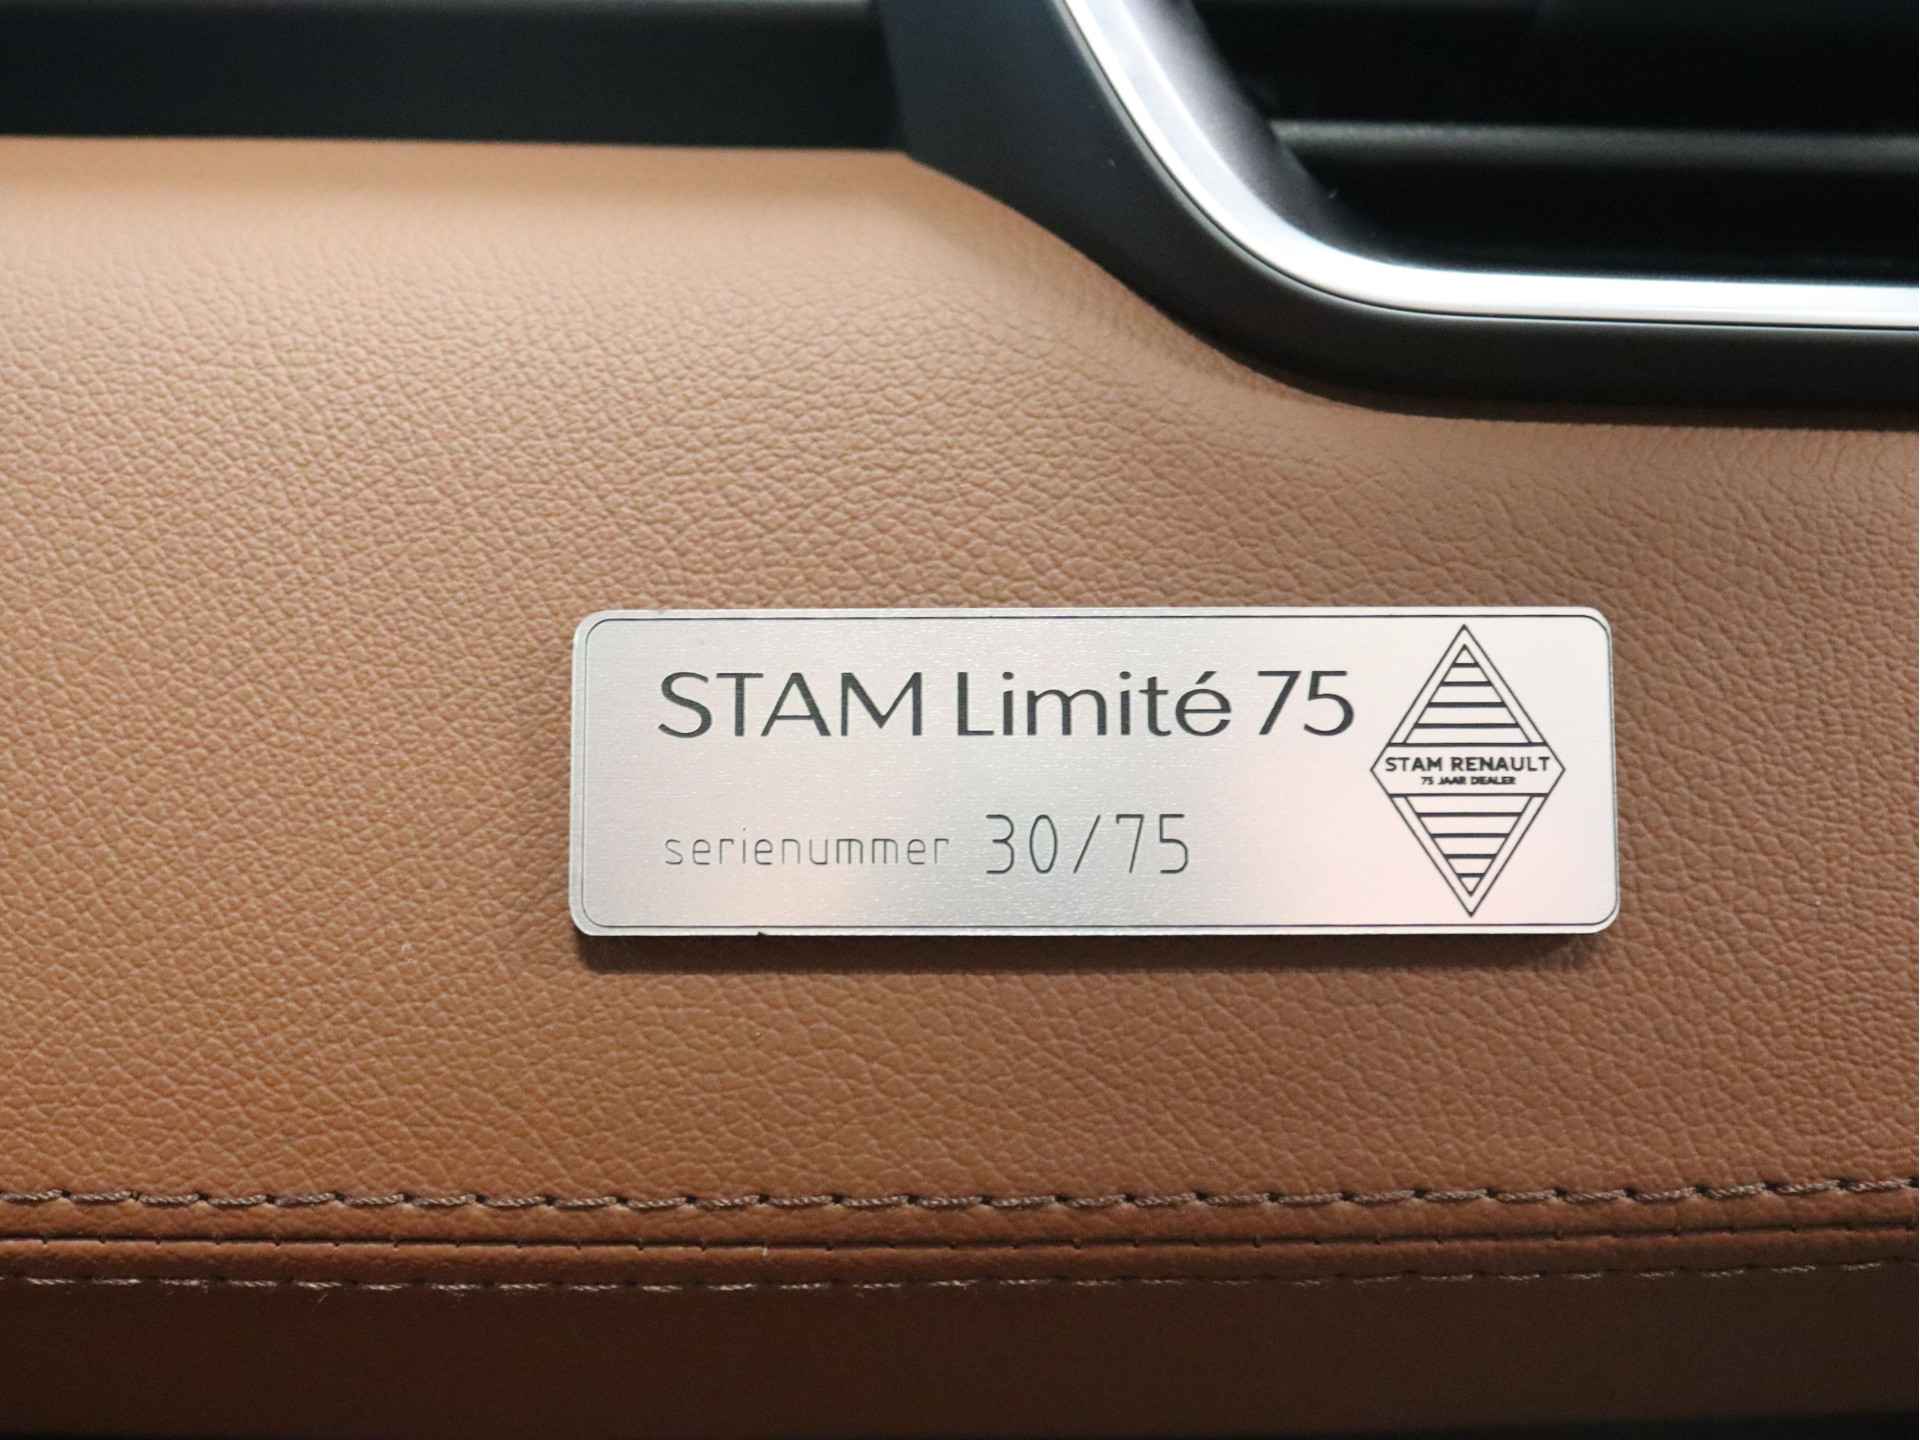 STAM Limité 75
serienummer 30/75
STAM RENAULT
75 JAAR DEALER